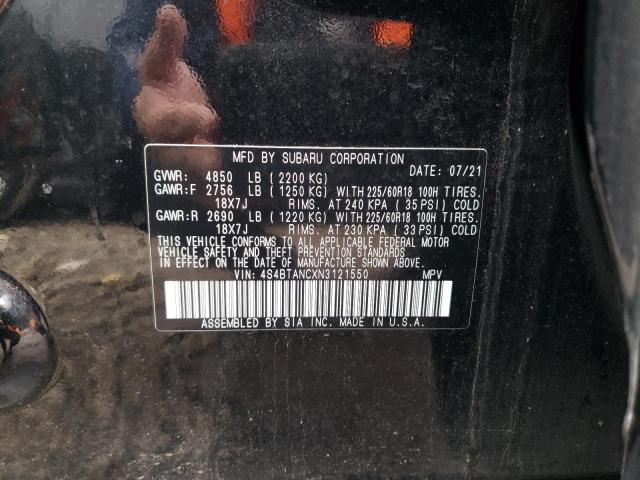 MFD BY SUBARU CORPORATION
GVWR: 4850 LB (2200 KG) DATE: 07/21
GAWR:F 2756 LB (1250 KG) WITH 225/60R18 100H TIRES.
18X7J RIMS. AT 240 KPA (35 PSI) COLD
GAWR:R 2690 LB (1220 KG) WITH 225/60R18 100H TIRES.
18X7J RIMS. AT 230 KPA (33 PSI) COLD
THIS VEHICLE CONFORMS TO ALL APPLICABLE FEDERAL MOTOR
VEHICLE SAFETY AND THEFT PREVENTION STANDARDS
IN EFFECT ON THE DATE OF MANUFACTURE SHOWN ABOVE.
VIN: 4S4BTANCXN3121550 MPV
ASSEMBLED BY SIA INC. MADE IN U.S.A.